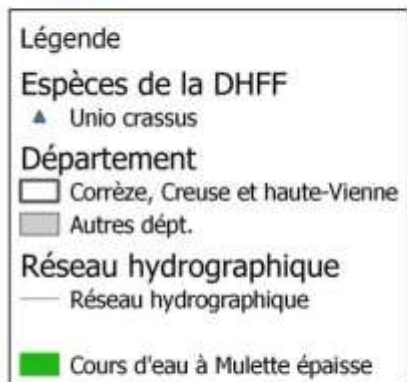 Légende
Espèces de la DHFF
Unio crassus
Département
Corrèze, Creuse et haute-Vienne
Autres dépt.
Réseau hydrographique
Réseau hydrographique
Cours d'eau à Mulette épaisse